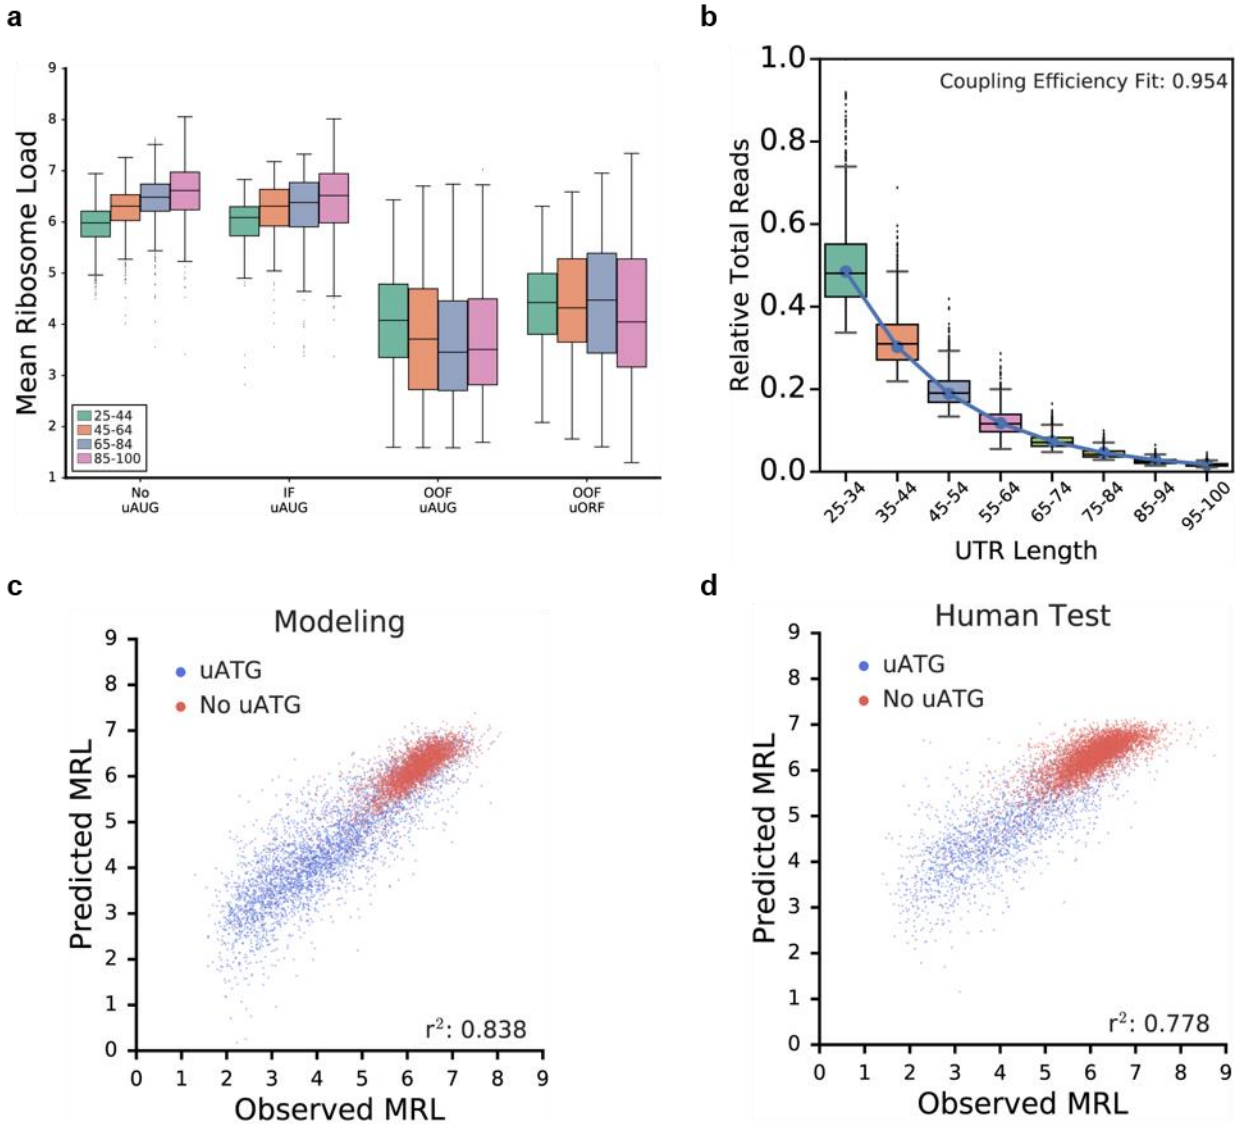 a
Mean Ribosome Load
9
8
7
6
5
4
3
2
1
25-44
45-64
65-84
85-100
No
uAUG
IF
uAUG
OOF
uAUG
OOF
uORF
b
Relative Total Reads
1.0
0.8
0.6
0.4
0.2
0.0
Coupling Efficiency Fit: 0.954
25-34 35-44 45-54 55-64 65-74 75-84 85-94 95-100
UTR Length
c
Modeling
Predicted MRL
9
8
7
6
5
4
3
2
1
0
uATG
No uATG
r²: 0.838
0 1 2 3 4 5 6 7 8 9
Observed MRL
d
Human Test
Predicted MRL
9
8
7
6
5
4
3
2
1
0
uATG
No uATG
r²: 0.778
0 1 2 3 4 5 6 7 8 9
Observed MRL